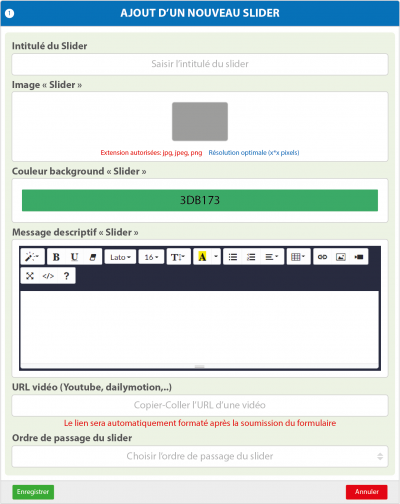 AJOUT D'UN NOUVEAU SLIDER
Intitulé du Slider
Saisir l'intitulé du slider
Image « Slider »
Extension autorisées: jpg, jpeg, png Résolution optimale (x*x pixels)
Couleur background « Slider »
3DB173
Message descriptif « Slider »
B U Lato 16 T A
</> ?
URL vidéo (Youtube, dailymotion,..)
Copier-Coller l'URL d'une vidéo
Le lien sera automatiquement formaté après la soumission du formulaire
Ordre de passage du slider
Choisir l'ordre de passage du slider
Enregistrer Annuler